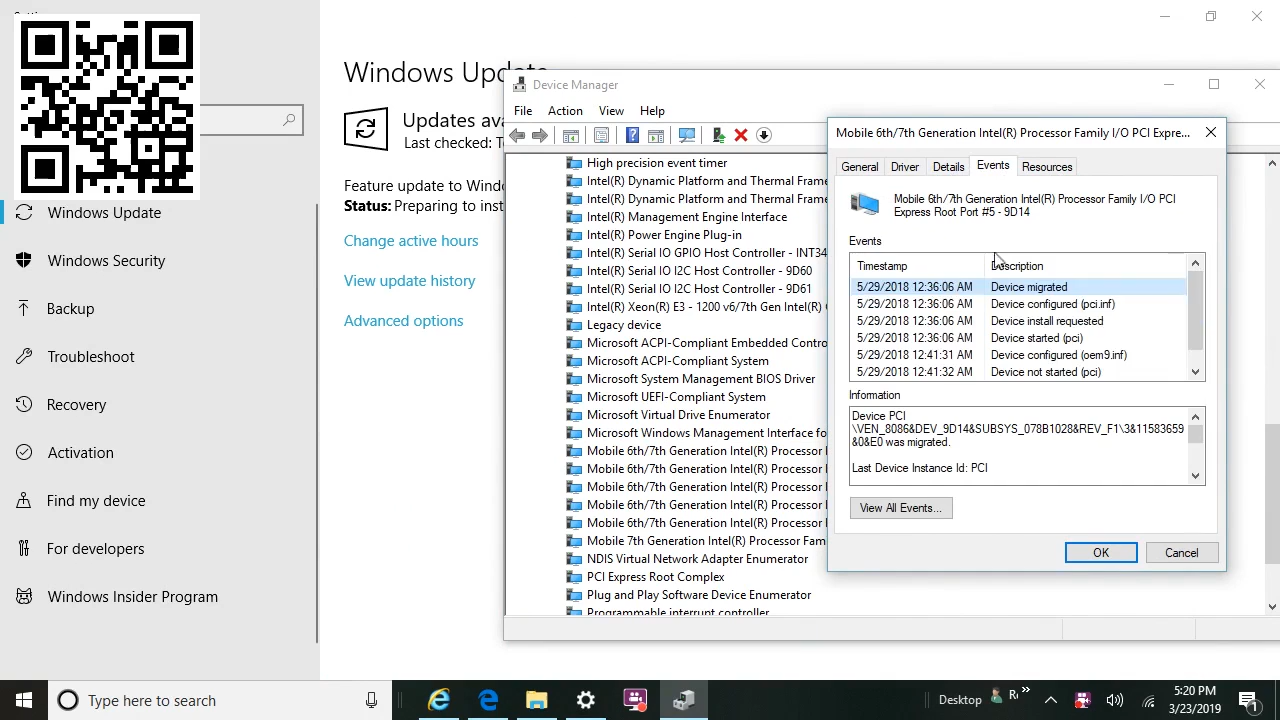 Windows Update
Updates ava
Last checked: T
Feature update to Wind
Status: Preparing to inst
Change active hours
View update history
Advanced options
Windows Update
Windows Security
Backup
Troubleshoot
Recovery
Activation
Find my device
For developers
Windows Insider Program
Device Manager
File Action View Help
High precision event timer
Intel(R) Dynamic Platform and Thermal Frame
Intel(R) Dynamic Platform and Thermal Frame
Intel(R) Management Engine Interface
Intel(R) Power Engine Plug-in
Intel(R) Serial IO GPIO Host Controller - INT34
Intel(R) Serial IO I2C Host Controller - 9D60
Intel(R) Serial IO I2C Host Controller - 9D61
Intel(R) Xeon(R) E3 - 1200 v6/7th Gen Intel(R)
Legacy device
Microsoft ACPI-Compliant Embedded Contro
Microsoft ACPI-Compliant System
Microsoft System Management BIOS Driver
Microsoft UEFI-Compliant System
Microsoft Virtual Drive Enumerator
Microsoft Windows Management Interface fo
Mobile 6th/7th Generation Intel(R) Processor
Mobile 6th/7th Generation Intel(R) Processor
Mobile 6th/7th Generation Intel(R) Processor
Mobile 6th/7th Generation Intel(R) Processor
Mobile 6th/7th Generation Intel(R) Processor
Mobile 7th Generation Intel(R) Processor Fam
NDIS Virtual Network Adapter Enumerator
PCI Express Root Complex
Plug and Play Software Device Enumerator
Programmable interrupt controller
Mobile 6th/7th Generation Intel(R) Processor Family I/O PCI Expre...
General Driver Details Events Resources
Mobile 6th/7th Generation Intel(R) Processor Family I/O PCI
Express Root Port #5 - 9D14
Events
Timestamp Description
5/29/2018 12:36:06 AM Device migrated
5/29/2018 12:36:06 AM Device configured (pci.inf)
5/29/2018 12:36:06 AM Device install requested
5/29/2018 12:36:06 AM Device started (pci)
5/29/2018 12:41:31 AM Device configured (oem9.inf)
5/29/2018 12:41:32 AM Device not started (pci)
Information
Device PCI
\VEN_8086&DEV_9D14&SUBSYS_078B1028&REV_F1\3&11583659
&0&E0 was migrated.
Last Device Instance Id: PCI
View All Events...
OK Cancel
Type here to search
Desktop
5:20 PM
3/23/2019
1